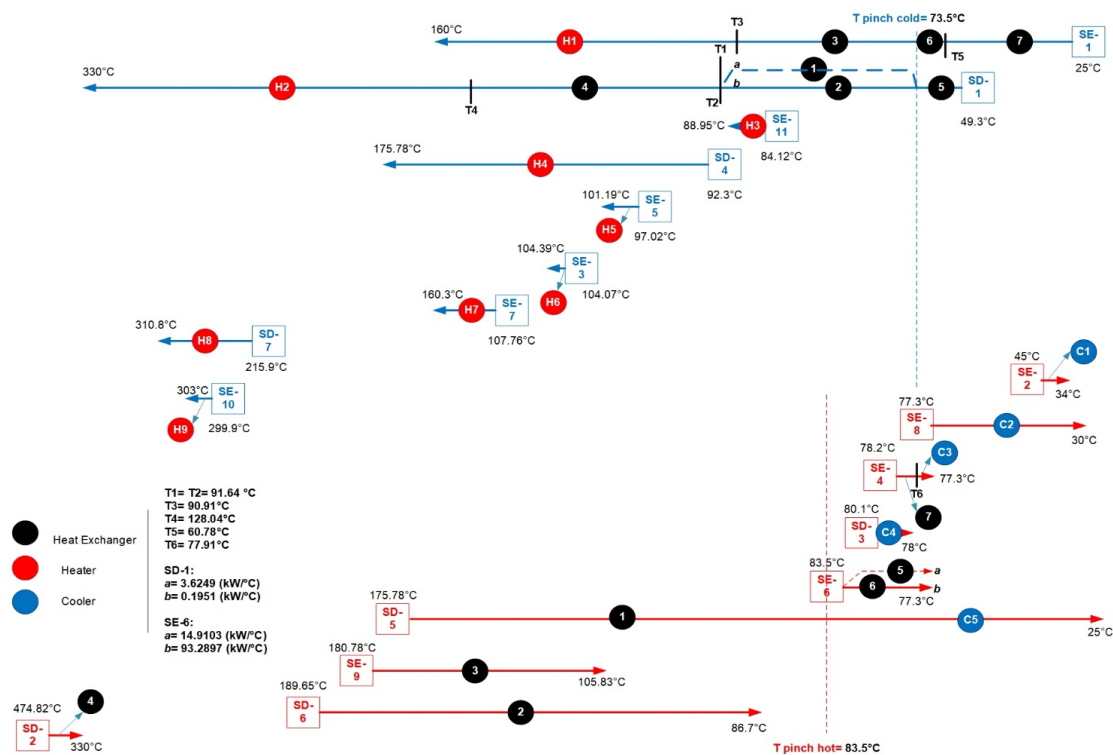 T pinch cold= 73.5°C
T3
160°C
H1
3
6
7
SE-
1
T5
25°C
T1
a
1
330°C
H2
4
b
2
5
SD-
1
T4
T2
49.3°C
88.95°C
H3
SE-
11
84.12°C
175.78°C
H4
SD-
4
92.3°C
101.19°C
SE-
5
H5
97.02°C
104.39°C
SE-
3
H6
104.07°C
160.3°C
H7
SE-
7
107.76°C
310.8°C
H8
SD-
7
215.9°C
303°C
SE-
10
H9
299.9°C
45°C
C1
SE-
2
34°C
77.3°C
SE-
8
C2
30°C
78.2°C
C3
SE-
4
77.3°C
T6
7
80.1°C
SD-
3
C4
78°C
83.5°C
5
a
SE-
6
6
b
77.3°C
T1= T2= 91.64 °C
T3= 90.91°C
T4= 128.04°C
T5= 60.78°C
T6= 77.91°C
SD-1:
a= 3.6249 (kW/°C)
b= 0.1951 (kW/°C)
SE-6:
a= 14.9103 (kW/°C)
b= 93.2897 (kW/°C)
Heat Exchanger
Heater
Cooler
175.78°C
SD-
5
1
C5
25°C
180.78°C
SE-
9
3
105.83°C
189.65°C
SD-
6
2
86.7°C
474.82°C
4
SD-
2
330°C
T pinch hot= 83.5°C